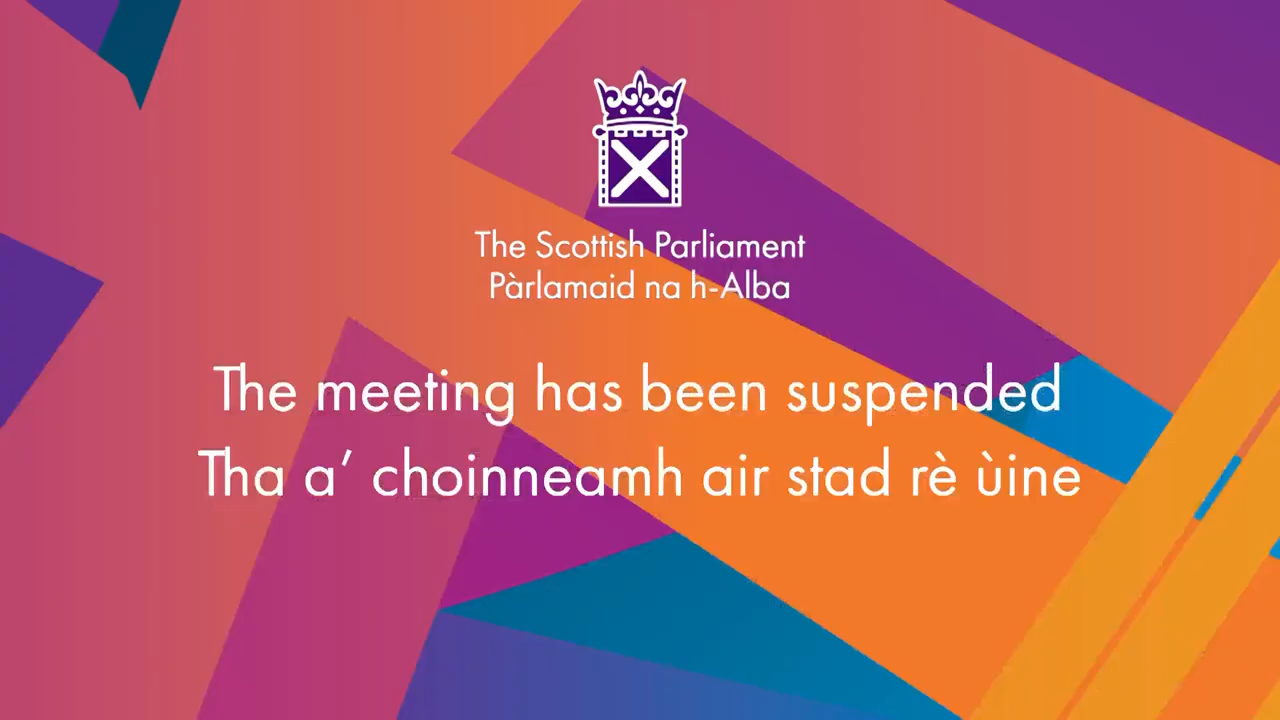 The Scottish Parliament
Pàrlamaid na h-Alba
The meeting has been suspended
Tha a’ choinneamh air stad rè ùine